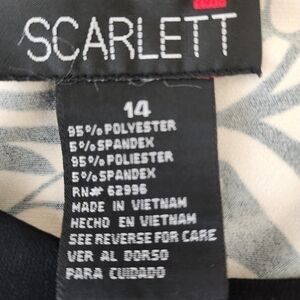 SCARLETT
14
95% POLYESTER
5% SPANDEX
95% POLIESTER
5% SPANDEX
RN# 62996
MADE IN VIETNAM
HECHO EN VIETNAM
SEE REVERSE FOR CARE
VER AL DORSO
PARA CUIDADO